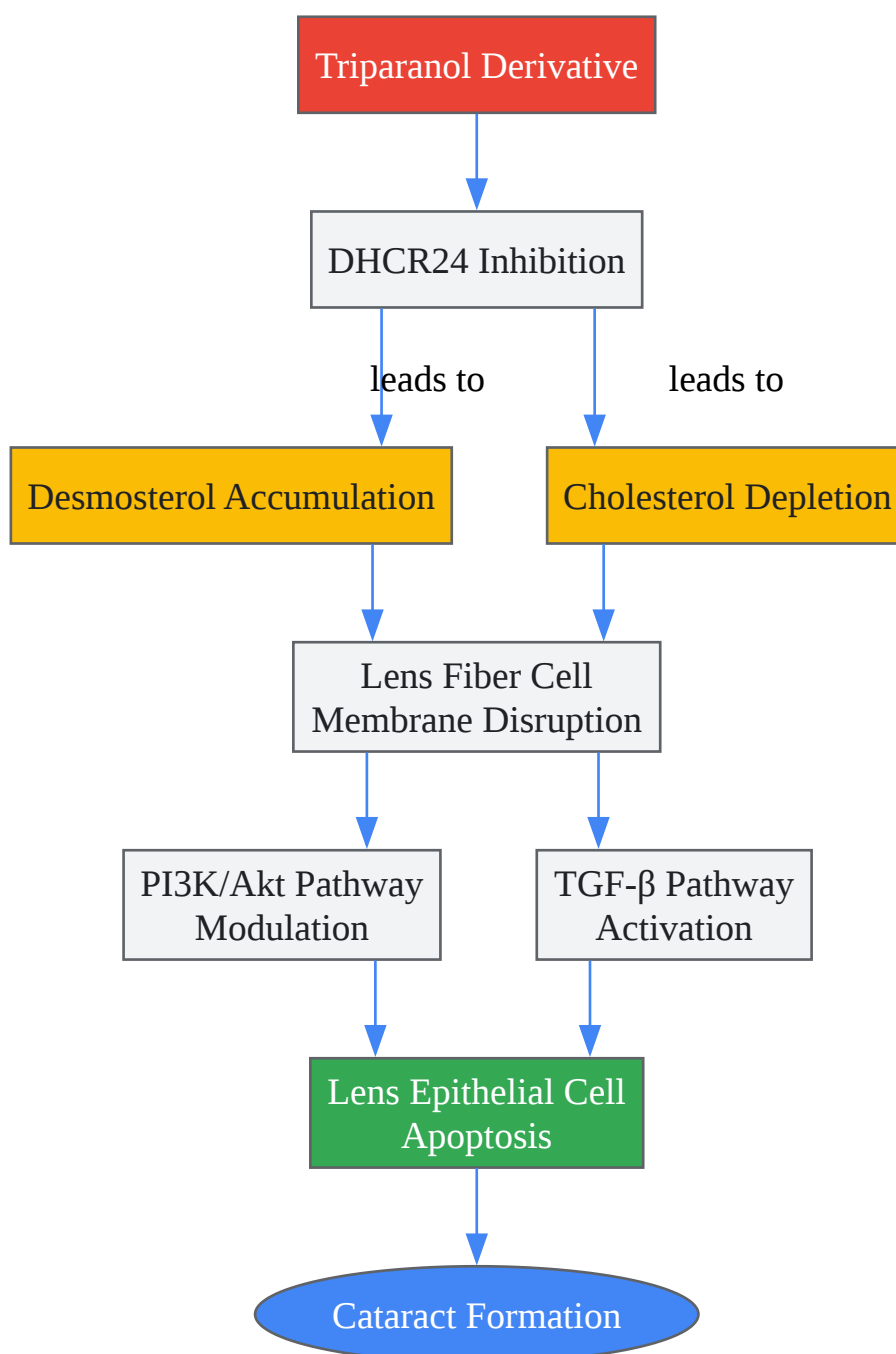 Triparanol Derivative
DHCR24 Inhibition
leads to
leads to
Desmosterol Accumulation
Cholesterol Depletion
Lens Fiber Cell
Membrane Disruption
PI3K/Akt Pathway
Modulation
TGF-β Pathway
Activation
Lens Epithelial Cell
Apoptosis
Cataract Formation